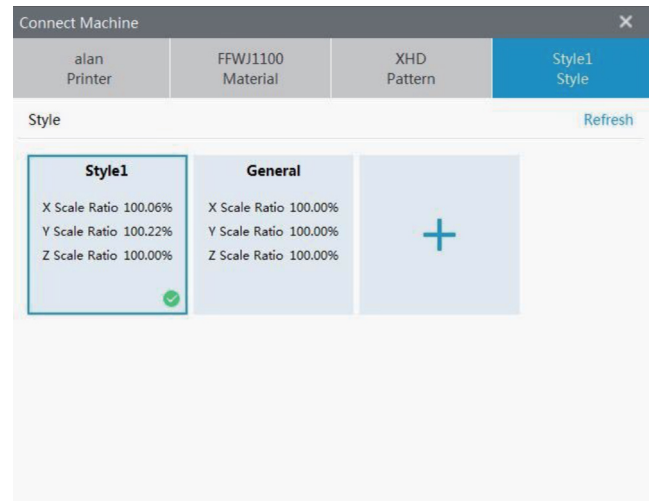 Connect Machine
alan
Printer
FFWJ1100
Material
XHD
Pattern
Style1
Style
Style
Refresh
Style1
X Scale Ratio 100.06%
Y Scale Ratio 100.22%
Z Scale Ratio 100.00%
General
X Scale Ratio 100.00%
Y Scale Ratio 100.00%
Z Scale Ratio 100.00%